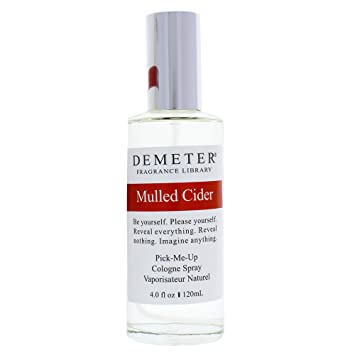 DEMETER®
FRAGRANCE LIBRARY
Mulled Cider
Be yourself. Please yourself.
Reveal everything. Reveal
nothing. Imagine anything.
Pick-Me-Up
Cologne Spray
Vaporisateur Naturel
4.0 fl oz ▮ 120mL